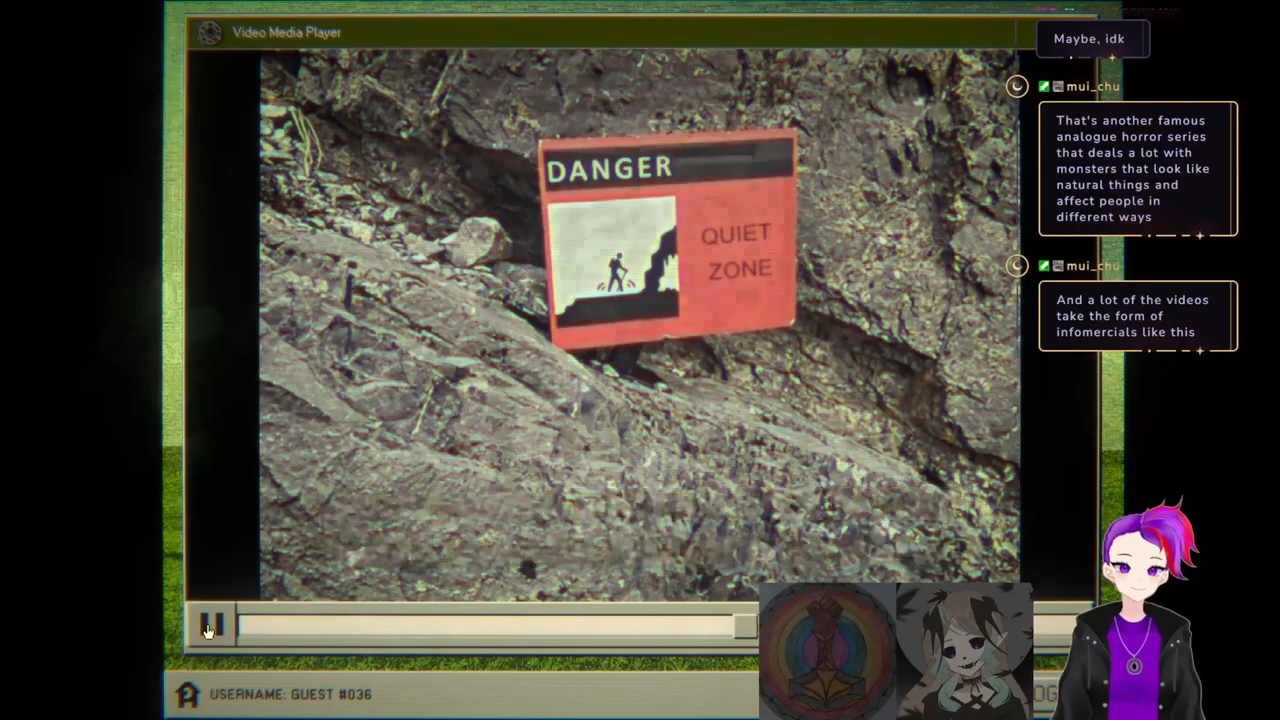 Video Media Player
DANGER
QUIET
ZONE
USERNAME: GUEST #036
Maybe, idk
mui_chu
That's another famous
analogue horror series
that deals a lot with
monsters that look like
natural things and
affect people in
different ways
mui_chu
And a lot of the videos
take the form of
infomercials like this